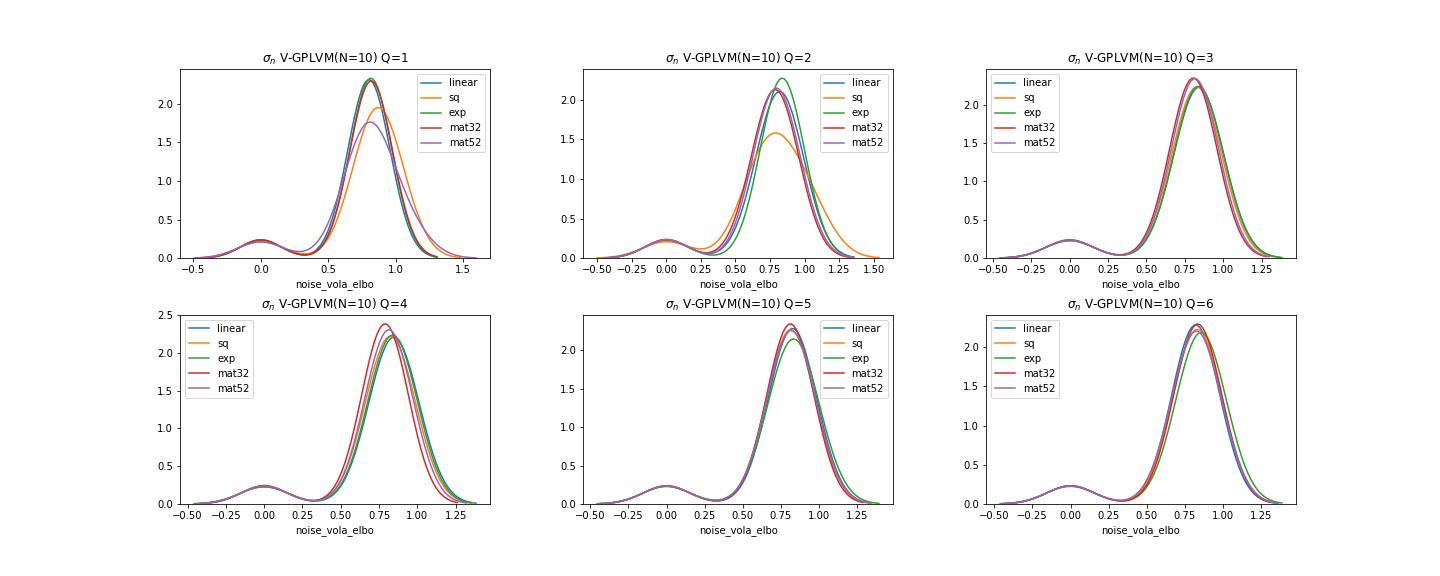 σn V-GPLVM(N=10) Q=1
2.0
1.5
1.0
0.5
0.0
linear
sq
exp
mat32
mat52
−0.5 0.0 0.5 1.0 1.5
noise_vola_elbo
σn V-GPLVM(N=10) Q=2
2.0
1.5
1.0
0.5
0.0
linear
sq
exp
mat32
mat52
−0.50 −0.25 0.00 0.25 0.50 0.75 1.00 1.25 1.50
noise_vola_elbo
σn V-GPLVM(N=10) Q=3
linear
sq
exp
mat32
mat52
2.0
1.5
1.0
0.5
0.0
−0.50 −0.25 0.00 0.25 0.50 0.75 1.00 1.25
noise_vola_elbo
σn V-GPLVM(N=10) Q=4
2.5
2.0
1.5
1.0
0.5
0.0
linear
sq
exp
mat32
mat52
−0.50 −0.25 0.00 0.25 0.50 0.75 1.00 1.25
noise_vola_elbo
σn V-GPLVM(N=10) Q=5
2.0
1.5
1.0
0.5
0.0
linear
sq
exp
mat32
mat52
−0.50 −0.25 0.00 0.25 0.50 0.75 1.00 1.25
noise_vola_elbo
σn V-GPLVM(N=10) Q=6
2.0
1.5
1.0
0.5
0.0
linear
sq
exp
mat32
mat52
−0.50 −0.25 0.00 0.25 0.50 0.75 1.00 1.25
noise_vola_elbo